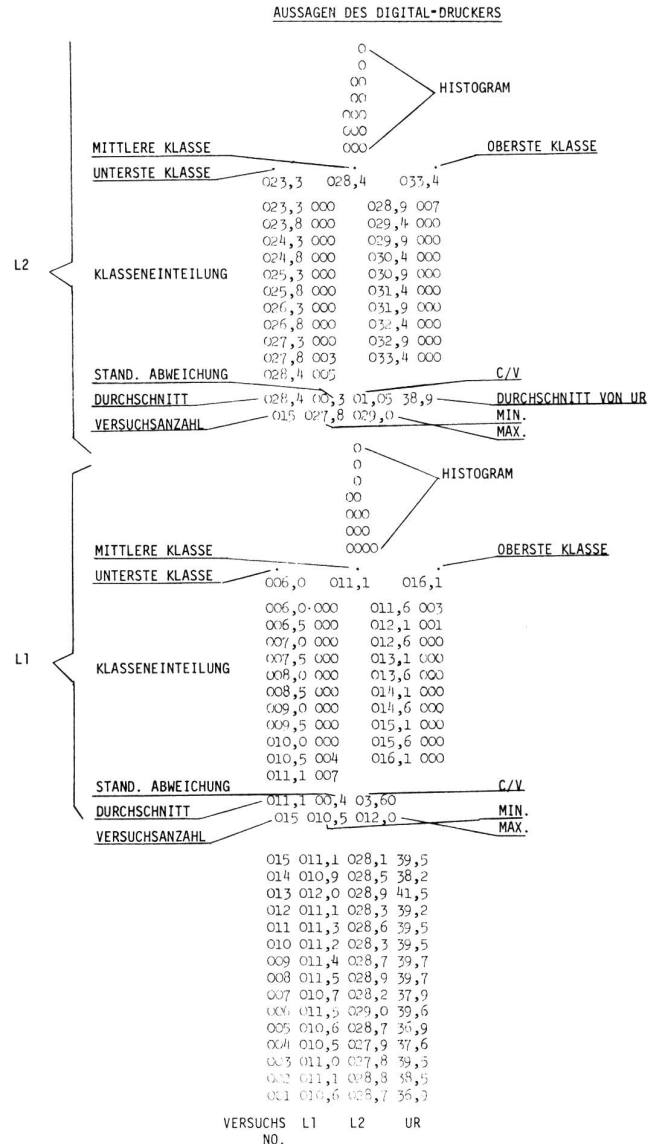 AUSSAGEN DES DIGITAL-DRUCKERS
0
0
00
00
000
000
000
HISTOGRAM
MITTLERE KLASSE
OBERSTE KLASSE
UNTERSTE KLASSE
023,3 028,4 033,4
023,3 000 028,9 007
023,8 000 029,4 000
024,3 000 029,9 000
024,8 000 030,4 000
L2
KLASSENEINTEILUNG
025,3 000 030,9 000
025,8 000 031,4 000
026,3 000 031,9 000
026,8 000 032,4 000
027,3 000 032,9 000
027,8 003 033,4 000
028,4 005
STAND. ABWEICHUNG
C/V
DURCHSCHNITT
028,4 00,3 01,05 38,9
DURCHSCHNITT VON UR
VERSUCHSANZAHL
015 027,8 029,0
MIN.
MAX.
0
0
0
00
000
000
0000
HISTOGRAM
MITTLERE KLASSE
OBERSTE KLASSE
UNTERSTE KLASSE
006,0 011,1 016,1
006,0·000 011,6 003
006,5 000 012,1 001
007,0 000 012,6 000
L1
KLASSENEINTEILUNG
007,5 000 013,1 000
008,0 000 013,6 000
008,5 000 014,1 000
009,0 000 014,6 000
009,5 000 015,1 000
010,0 000 015,6 000
010,5 004 016,1 000
011,1 007
STAND. ABWEICHUNG
C/V
DURCHSCHNITT
011,1 00,4 03,60
VERSUCHSANZAHL
015 010,5 012,0
MIN.
MAX.
015 011,1 028,1 39,5
014 010,9 028,5 38,2
013 012,0 028,9 41,5
012 011,1 028,3 39,2
011 011,3 028,6 39,5
010 011,2 028,3 39,5
009 011,4 028,7 39,7
008 011,5 028,9 39,7
007 010,7 028,2 37,9
006 011,5 029,0 39,6
005 010,6 028,7 36,9
004 010,5 027,9 37,6
003 011,0 027,8 39,5
002 011,1 028,8 38,5
001 010,6 028,7 36,9
VERSUCHS L1 L2 UR
NO.